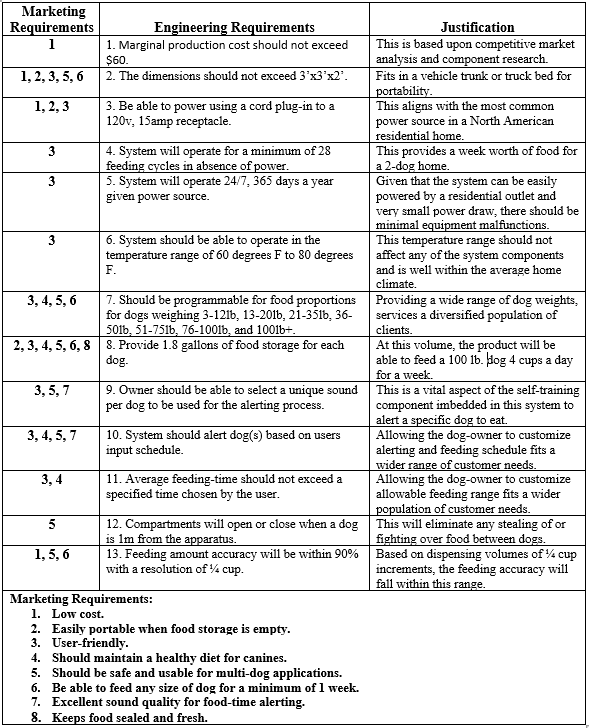 Marketing
Requirements
Engineering Requirements
Justification
1
1. Marginal production cost should not exceed
$60.
This is based upon competitive market
analysis and component research.
1, 2, 3, 5, 6
2. The dimensions should not exceed 3’x3’x2’.
Fits in a vehicle trunk or truck bed for
portability.
1, 2, 3
3. Be able to power using a cord plug-in to a
120v, 15amp receptacle.
This aligns with the most common
power source in a North American
residential home.
3
4. System will operate for a minimum of 28
feeding cycles in absence of power.
This provides a week worth of food for
a 2-dog home.
3
5. System will operate 24/7, 365 days a year
given power source.
Given that the system can be easily
powered by a residential outlet and
very small power draw, there should be
minimal equipment malfunctions.
3
6. System should be able to operate in the
temperature range of 60 degrees F to 80 degrees
F.
This temperature range should not
affect any of the system components
and is well within the average home
climate.
3, 4, 5, 6
7. Should be programmable for food proportions
for dogs weighing 3-12lb, 13-20lb, 21-35lb, 36-
50lb, 51-75lb, 76-100lb, and 100lb+.
Providing a wide range of dog weights,
services a diversified population of
clients.
2, 3, 4, 5, 6, 8
8. Provide 1.8 gallons of food storage for each
dog.
At this volume, the product will be
able to feed a 100 lb. dog 4 cups a day
for a week.
3, 5, 7
9. Owner should be able to select a unique sound
per dog to be used for the alerting process.
This is a vital aspect of the self-training
component imbedded in this system to
alert a specific dog to eat.
3, 4, 5, 7
10. System should alert dog(s) based on users
input schedule.
Allowing the dog-owner to customize
alerting and feeding schedule fits a
wider range of customer needs.
3, 4
11. Average feeding-time should not exceed a
specified time chosen by the user.
Allowing the dog-owner to customize
allowable feeding range fits a wider
population of customer needs.
5
12. Compartments will open or close when a dog
is 1m from the apparatus.
This will eliminate any stealing of or
fighting over food between dogs.
1, 5, 6
13. Feeding amount accuracy will be within 90%
with a resolution of ¼ cup.
Based on dispensing volumes of ¼ cup
increments, the feeding accuracy will
fall within this range.
Marketing Requirements:
1. Low cost.
2. Easily portable when food storage is empty.
3. User-friendly.
4. Should maintain a healthy diet for canines.
5. Should be safe and usable for multi-dog applications.
6. Be able to feed any size of dog for a minimum of 1 week.
7. Excellent sound quality for food-time alerting.
8. Keeps food sealed and fresh.